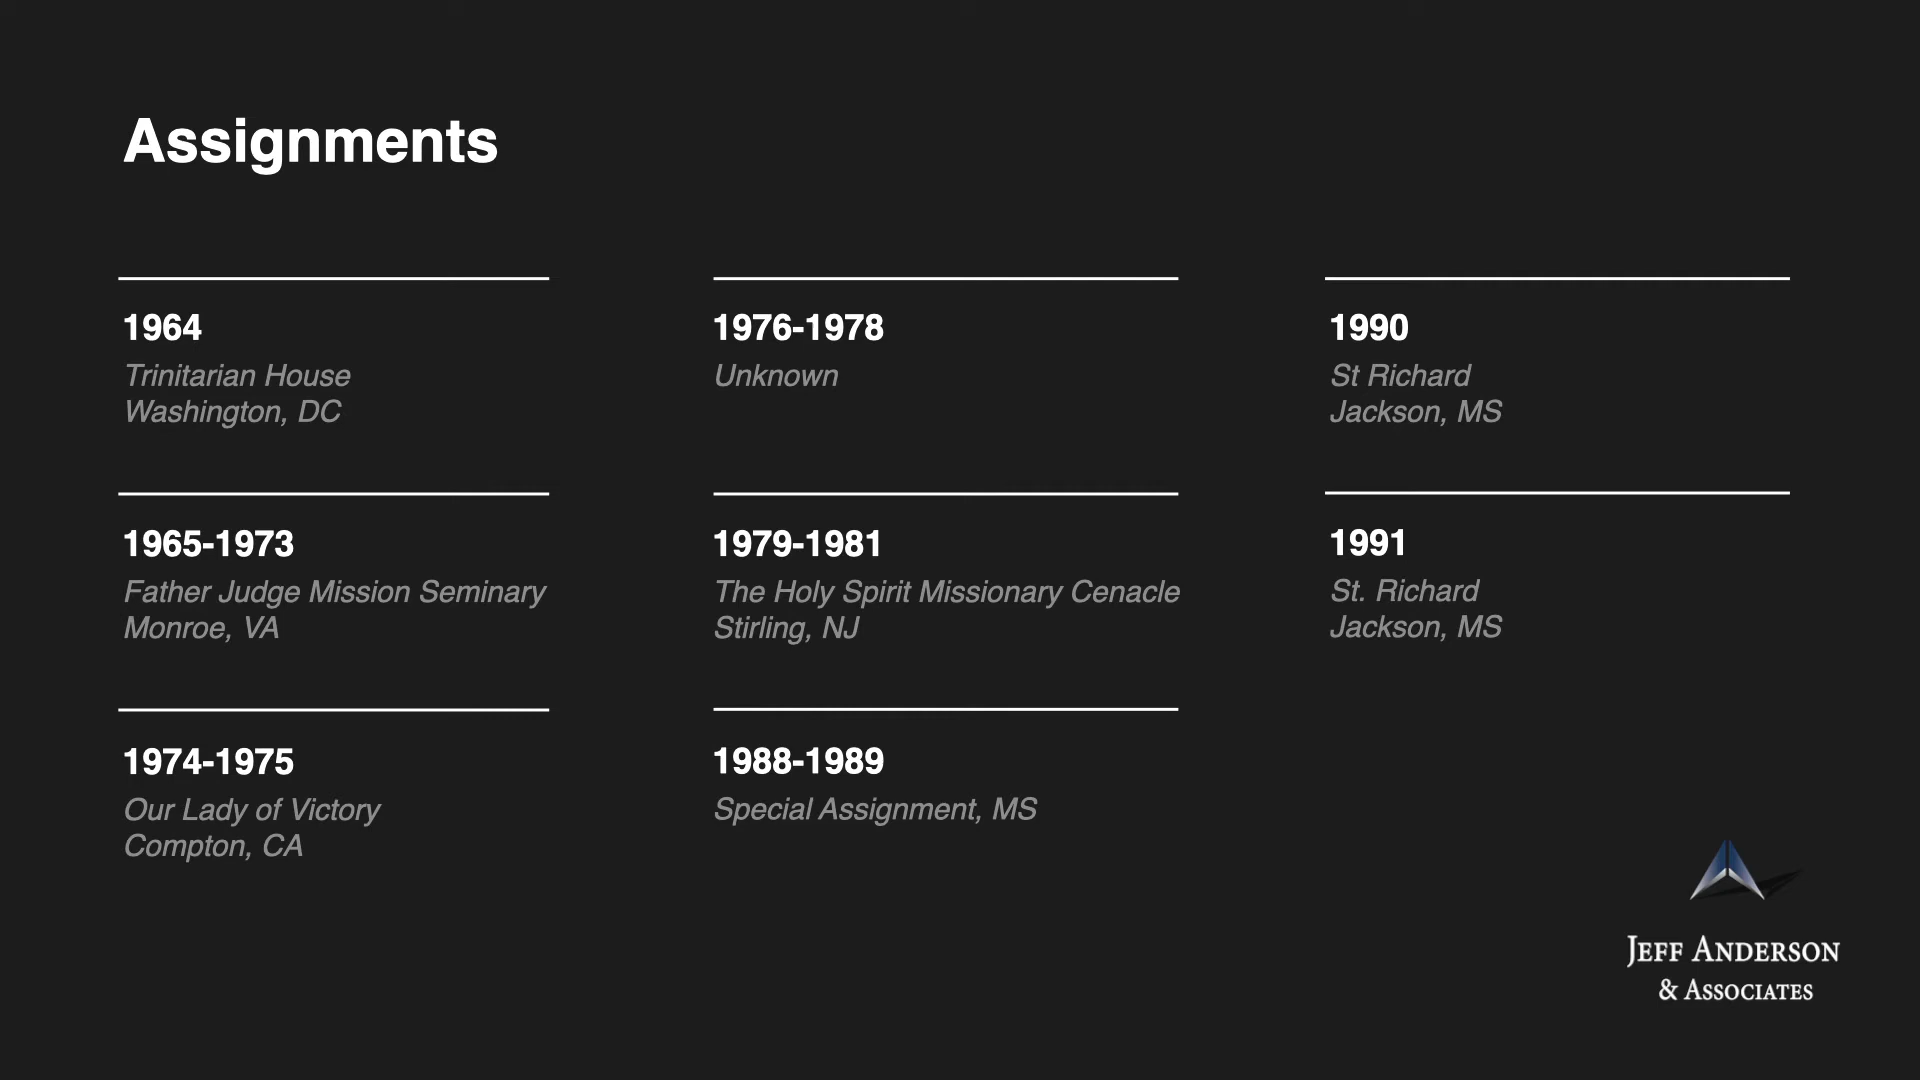 Assignments
1964
Trinitarian House
Washington, DC
1965-1973
Father Judge Mission Seminary
Monroe, VA
1974-1975
Our Lady of Victory
Compton, CA
1976-1978
Unknown
1979-1981
The Holy Spirit Missionary Cenacle
Stirling, NJ
1988-1989
Special Assignment, MS
1990
St Richard
Jackson, MS
1991
St. Richard
Jackson, MS
JEFF ANDERSON
& ASSOCIATES